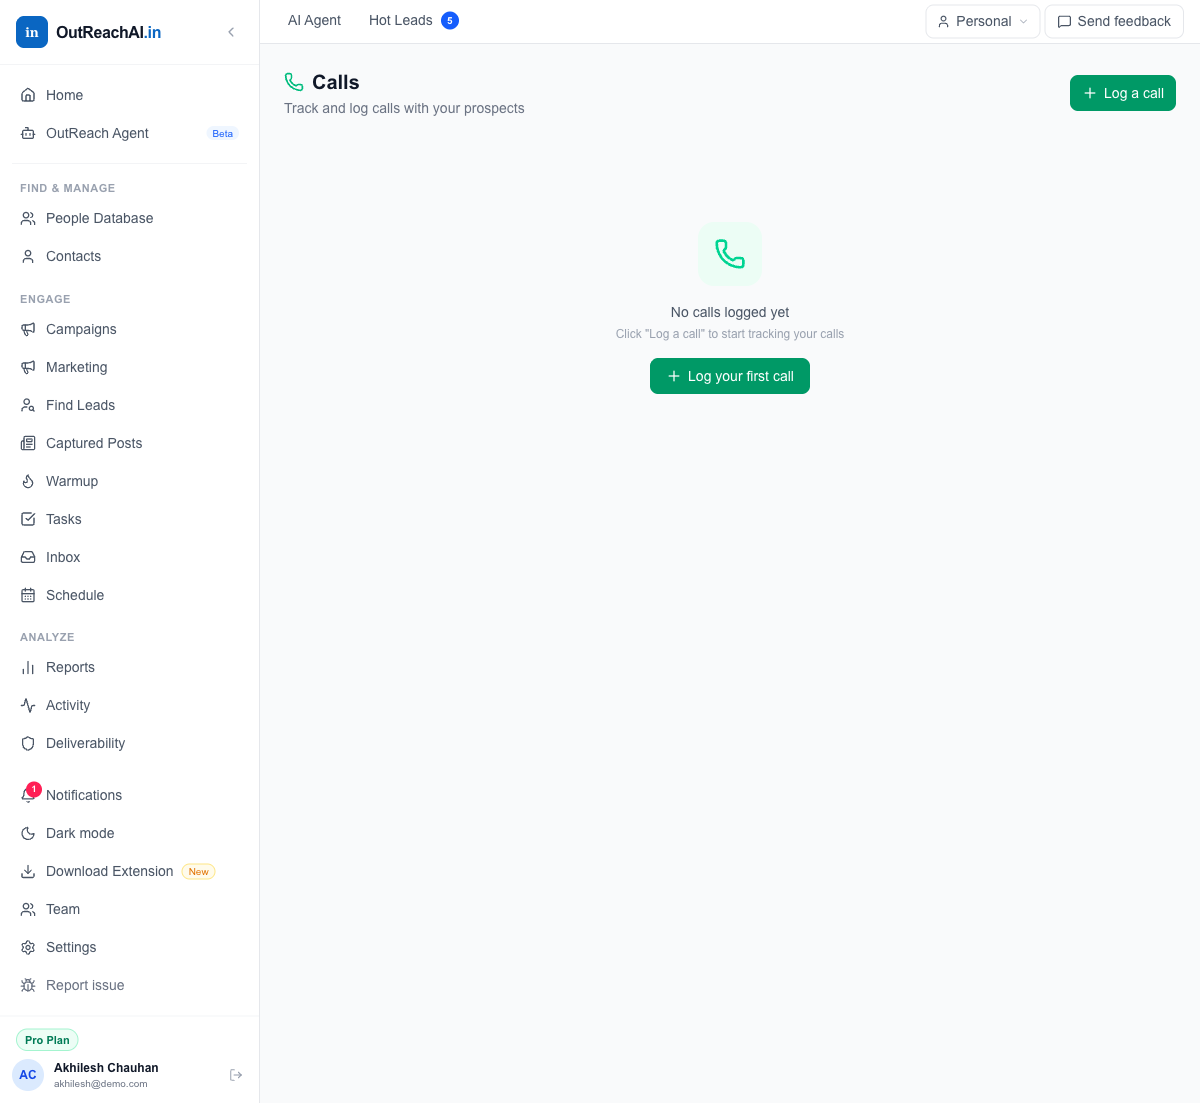 in OutReachAI.in
Home
OutReach Agent Beta
FIND & MANAGE
People Database
Contacts
ENGAGE
Campaigns
Marketing
Find Leads
Captured Posts
Warmup
Tasks
Inbox
Schedule
ANALYZE
Reports
Activity
Deliverability
1 Notifications
Dark mode
Download Extension New
Team
Settings
Report issue
Pro Plan
AC Akhilesh Chauhan
akhilesh@demo.com
AI Agent Hot Leads 5 Personal Send feedback
Calls
Track and log calls with your prospects
Log a call
No calls logged yet
Click "Log a call" to start tracking your calls
Log your first call